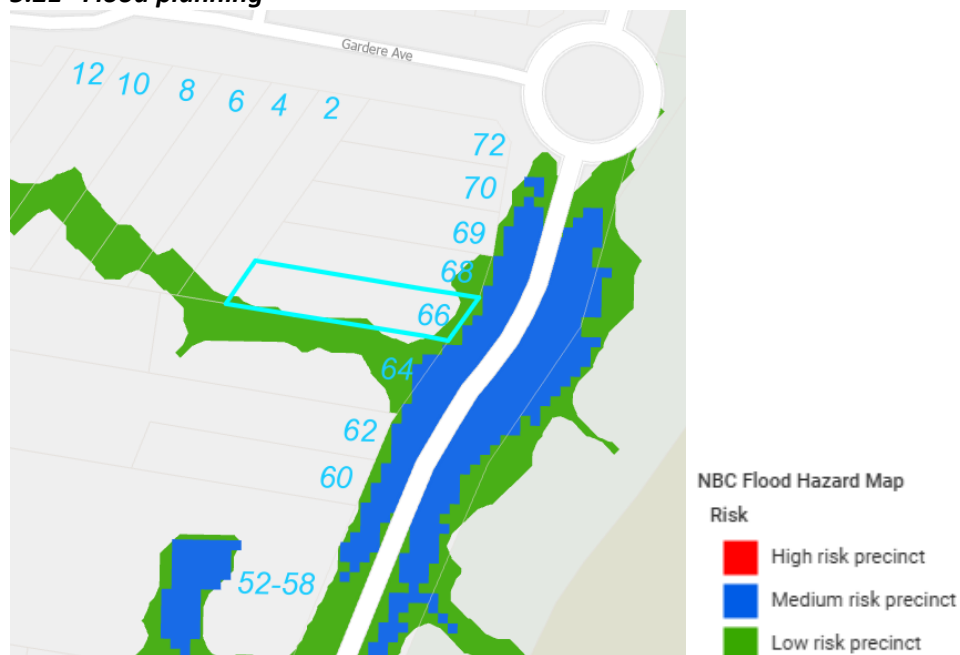 Gardere Ave
12 10 8 6 4 2
72
70
69
68
66
64
62
60
52-58
NBC Flood Hazard Map
Risk
High risk precinct
Medium risk precinct
Low risk precinct